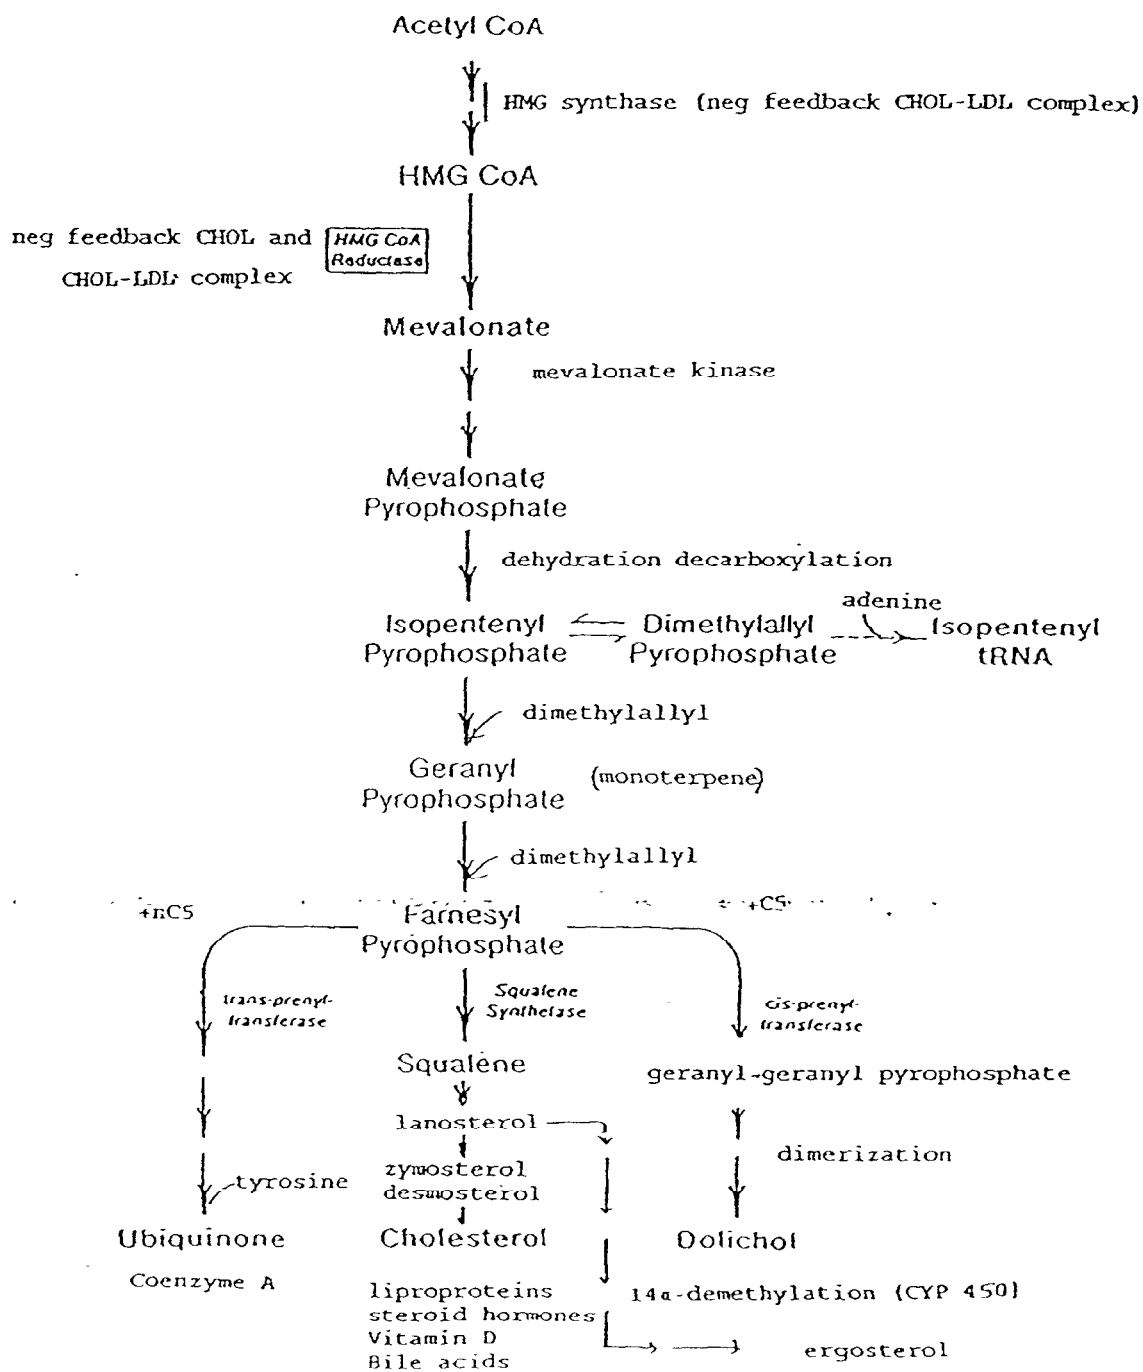 Acetyl CoA
HMG synthase (neg feedback CHOL-LDL complex)
HMG CoA
neg feedback CHOL and
CHOL-LDL complex
HMG CoA
Reductase
Mevalonate
mevalonate kinase
Mevalonate
Pyrophosphate
dehydration decarboxylation
adenine
Isopentenyl
Pyrophosphate
Dimethylallyl
Pyrophosphate
Isopentenyl
tRNA
dimethylallyl
Geranyl
Pyrophosphate
(monoterpene)
dimethylallyl
+nC5
Farnesyl
Pyrophosphate
+C5
trans-prenyl-
transferase
Squalene
Synthetase
cis-prenyl-
transferase
Squalene
geranyl-geranyl pyrophosphate
lanosterol
zymosterol
desmosterol
dimerization
tyrosine
Ubiquinone
Cholesterol
Dolichol
Coenzyme A
liproproteins
steroid hormones
Vitamin D
Bile acids
14a-demethylation (CYP 450)
ergosterol